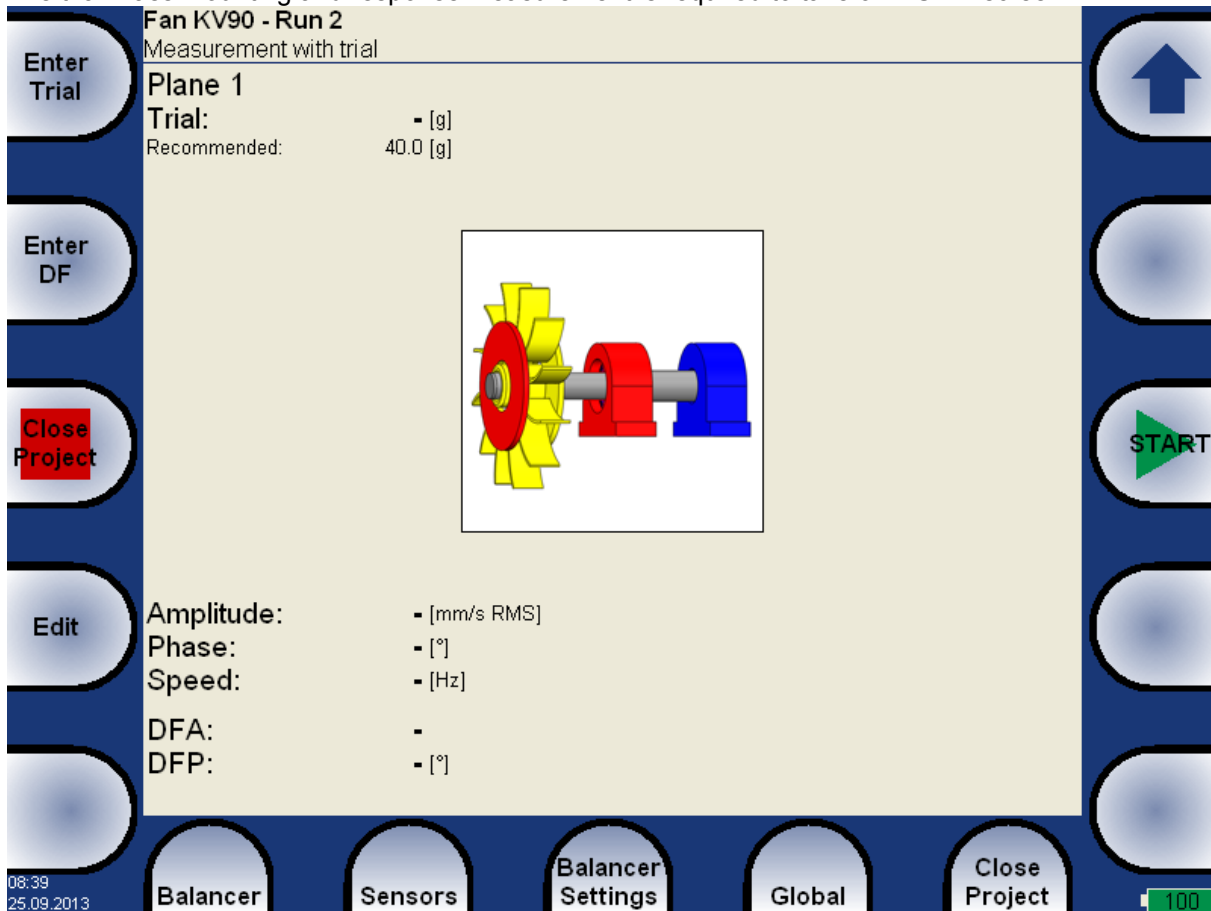 Fan KV90 - Run 2
Measurement with trial
Enter
Trial
Plane 1
Trial: - [g]
Recommended: 40.0 [g]
Enter
DF
Close
Project
START
Edit
Amplitude: - [mm/s RMS]
Phase: - [°]
Speed: - [Hz]
DFA: -
DFP: - [°]
08:39
25.09.2013
Balancer
Sensors
Balancer
Settings
Global
Close
Project
100